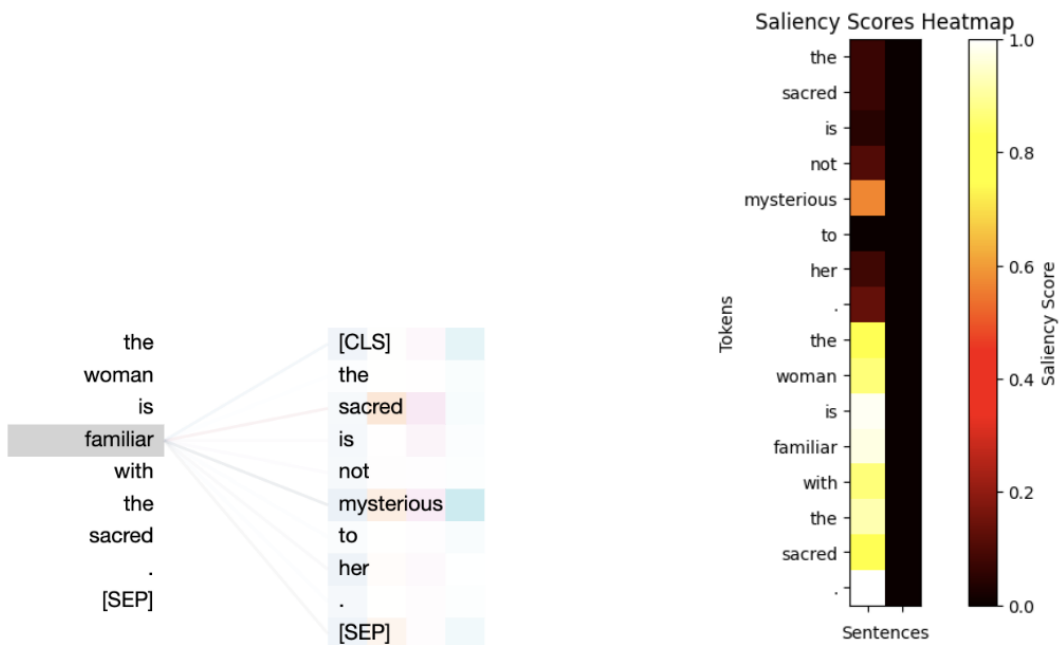 the
woman
is
familiar
with
the
sacred
.
[SEP]
[CLS]
the
sacred
is
not
mysterious
to
her
.
[SEP]
Saliency Scores Heatmap
Tokens
the
sacred
is
not
mysterious
to
her
.
the
woman
is
familiar
with
the
sacred
.
Sentences
1.0
0.8
0.6
0.4
0.2
0.0
Saliency Score